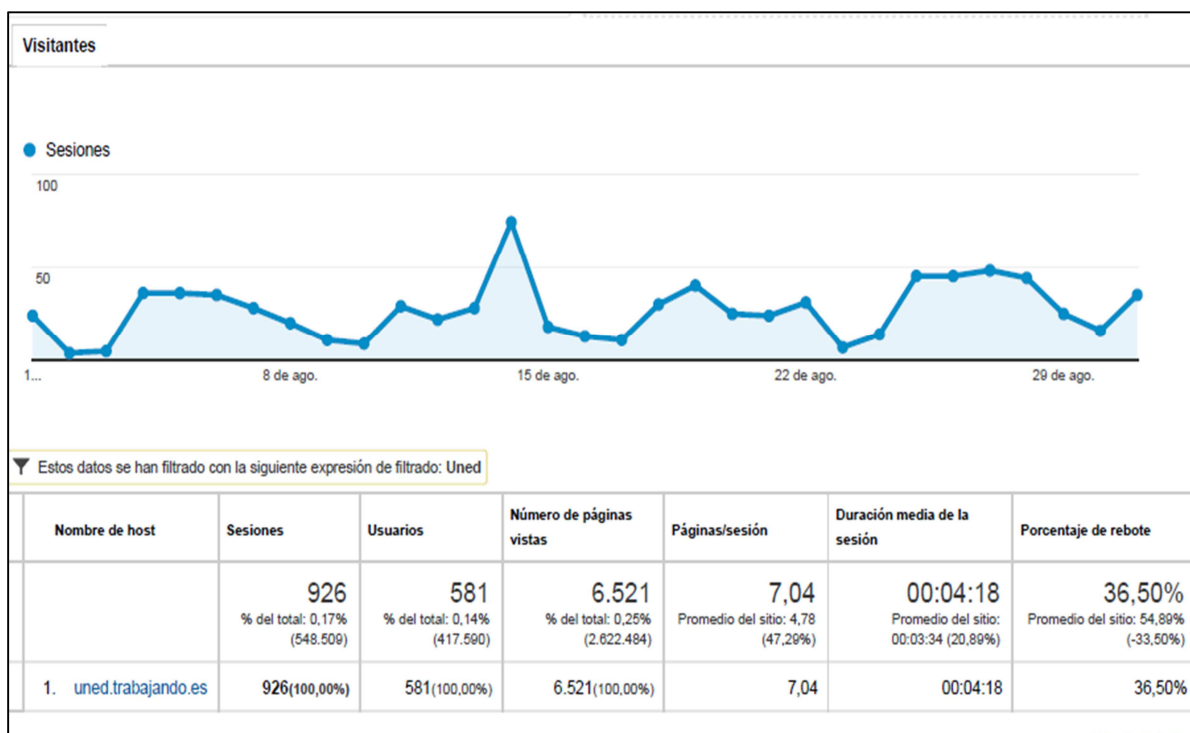 Visitantes
Sesiones
100
50
1...
8 de ago.
15 de ago.
22 de ago.
29 de ago.
Estos datos se han filtrado con la siguiente expresión de filtrado: Uned
Nombre de host
Sesiones
Usuarios
Número de páginas
vistas
Páginas/sesión
Duración media de la
sesión
Porcentaje de rebote
926
% del total: 0,17%
(548.509)
581
% del total: 0,14%
(417.590)
6.521
% del total: 0,25%
(2.622.484)
7,04
Promedio del sitio: 4,78
(47,29%)
00:04:18
Promedio del sitio:
00:03:34 (20,89%)
36,50%
Promedio del sitio: 54,89%
(-33,50%)
1. uned.trabajando.es
926(100,00%)
581(100,00%)
6.521(100,00%)
7,04
00:04:18
36,50%